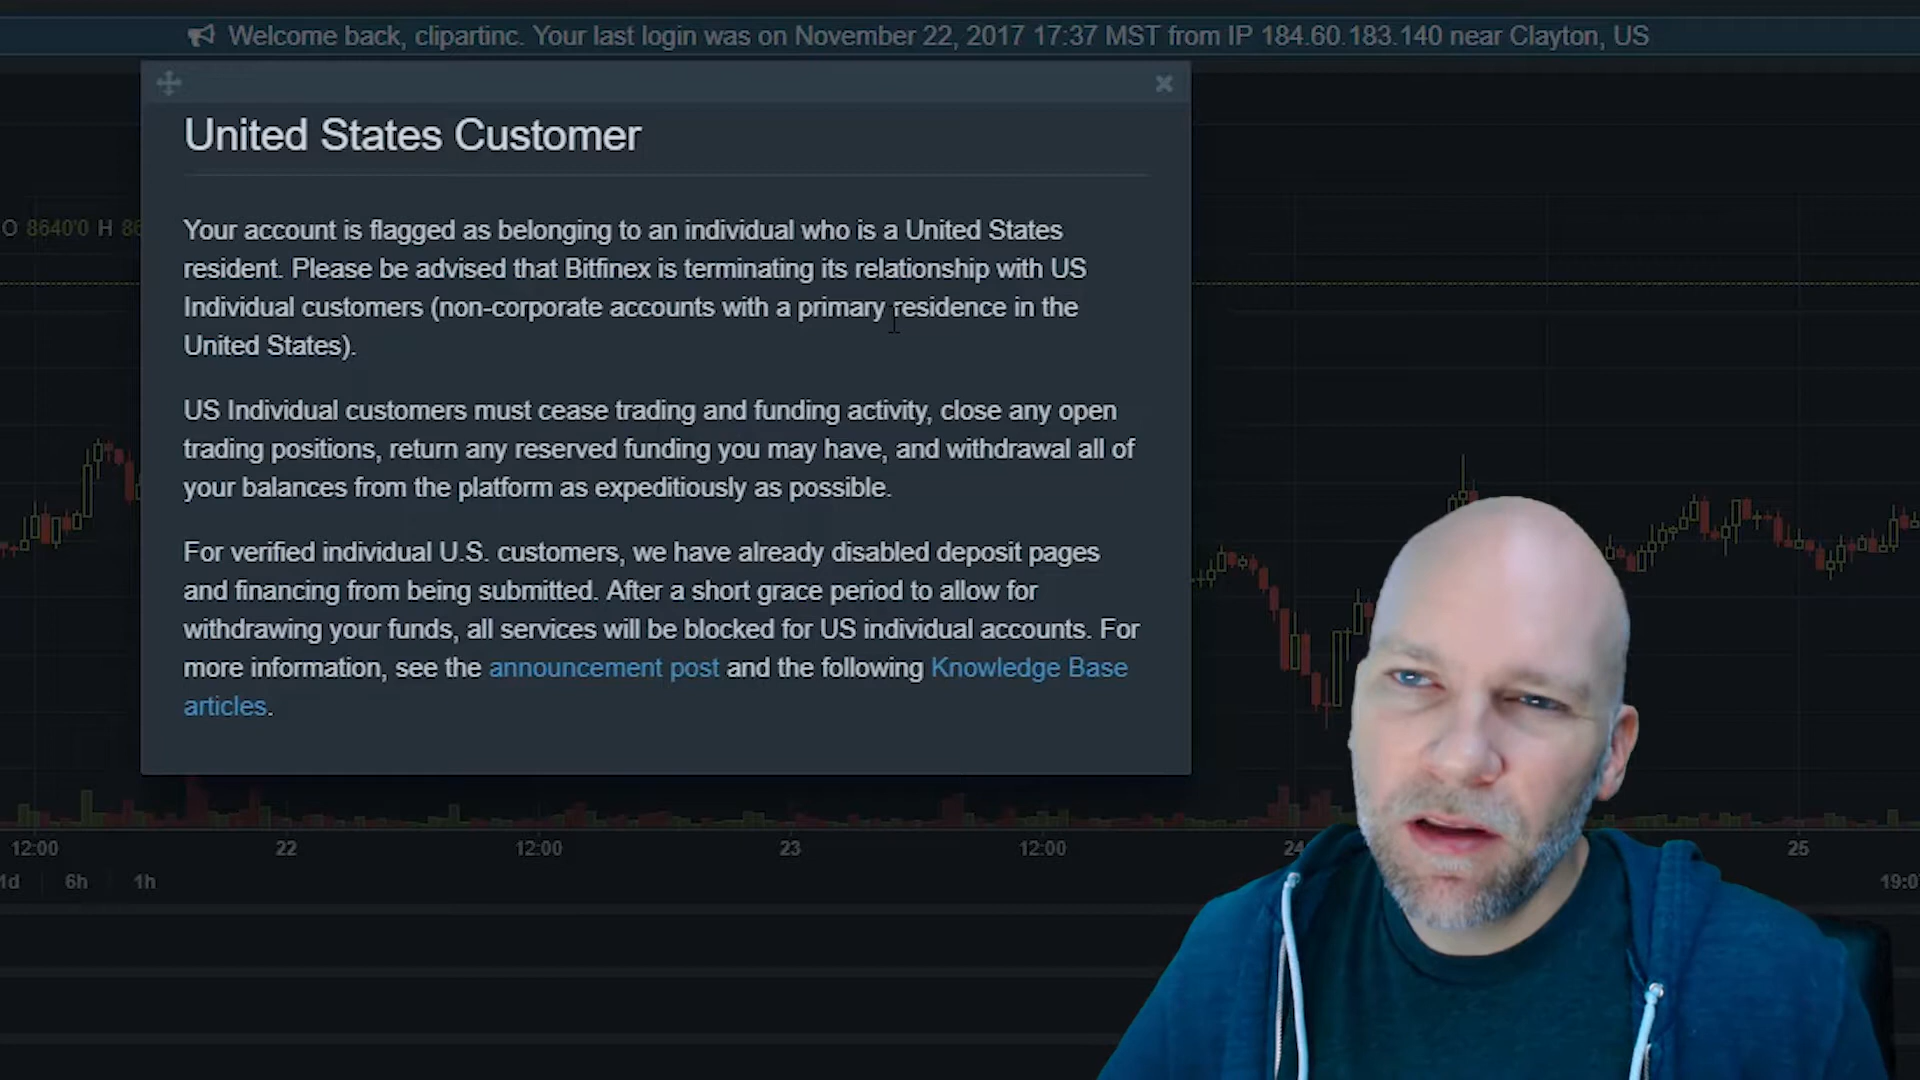 Welcome back, clipartinc. Your last login was on November 22, 2017 17:37 MST from IP 184.60.183.140 near Clayton, US
United States Customer
O 8640'0 H 86
Your account is flagged as belonging to an individual who is a United States
resident. Please be advised that Bitfinex is terminating its relationship with US
Individual customers (non-corporate accounts with a primary residence in the
United States).
US Individual customers must cease trading and funding activity, close any open
trading positions, return any reserved funding you may have, and withdrawal all of
your balances from the platform as expeditiously as possible.
For verified individual U.S. customers, we have already disabled deposit pages
and financing from being submitted. After a short grace period to allow for
withdrawing your funds, all services will be blocked for US individual accounts. For
more information, see the announcement post and the following Knowledge Base
articles.
12:00 22 12:00 23 12:00 24 25
1d 6h 1h 19:0